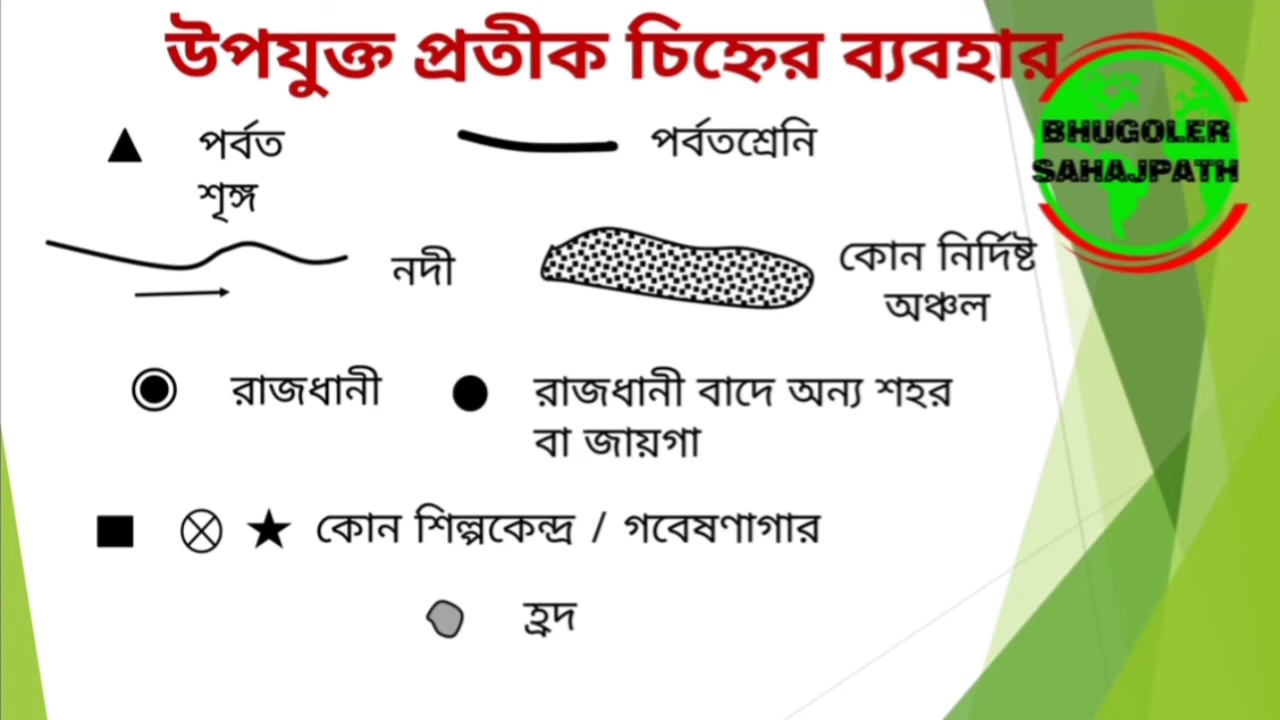 উপযুক্ত প্রতীক চিহ্নের ব্যবহার
BHUGOLER
SAHAJPATH
পর্বত
শৃঙ্গ
পর্বতশ্রেনি
নদী
কোন নির্দিষ্ট
অঞ্চল
রাজধানী
রাজধানী বাদে অন্য শহর
বা জায়গা
কোন শিল্পকেন্দ্র / গবেষণাগার
হ্রদ